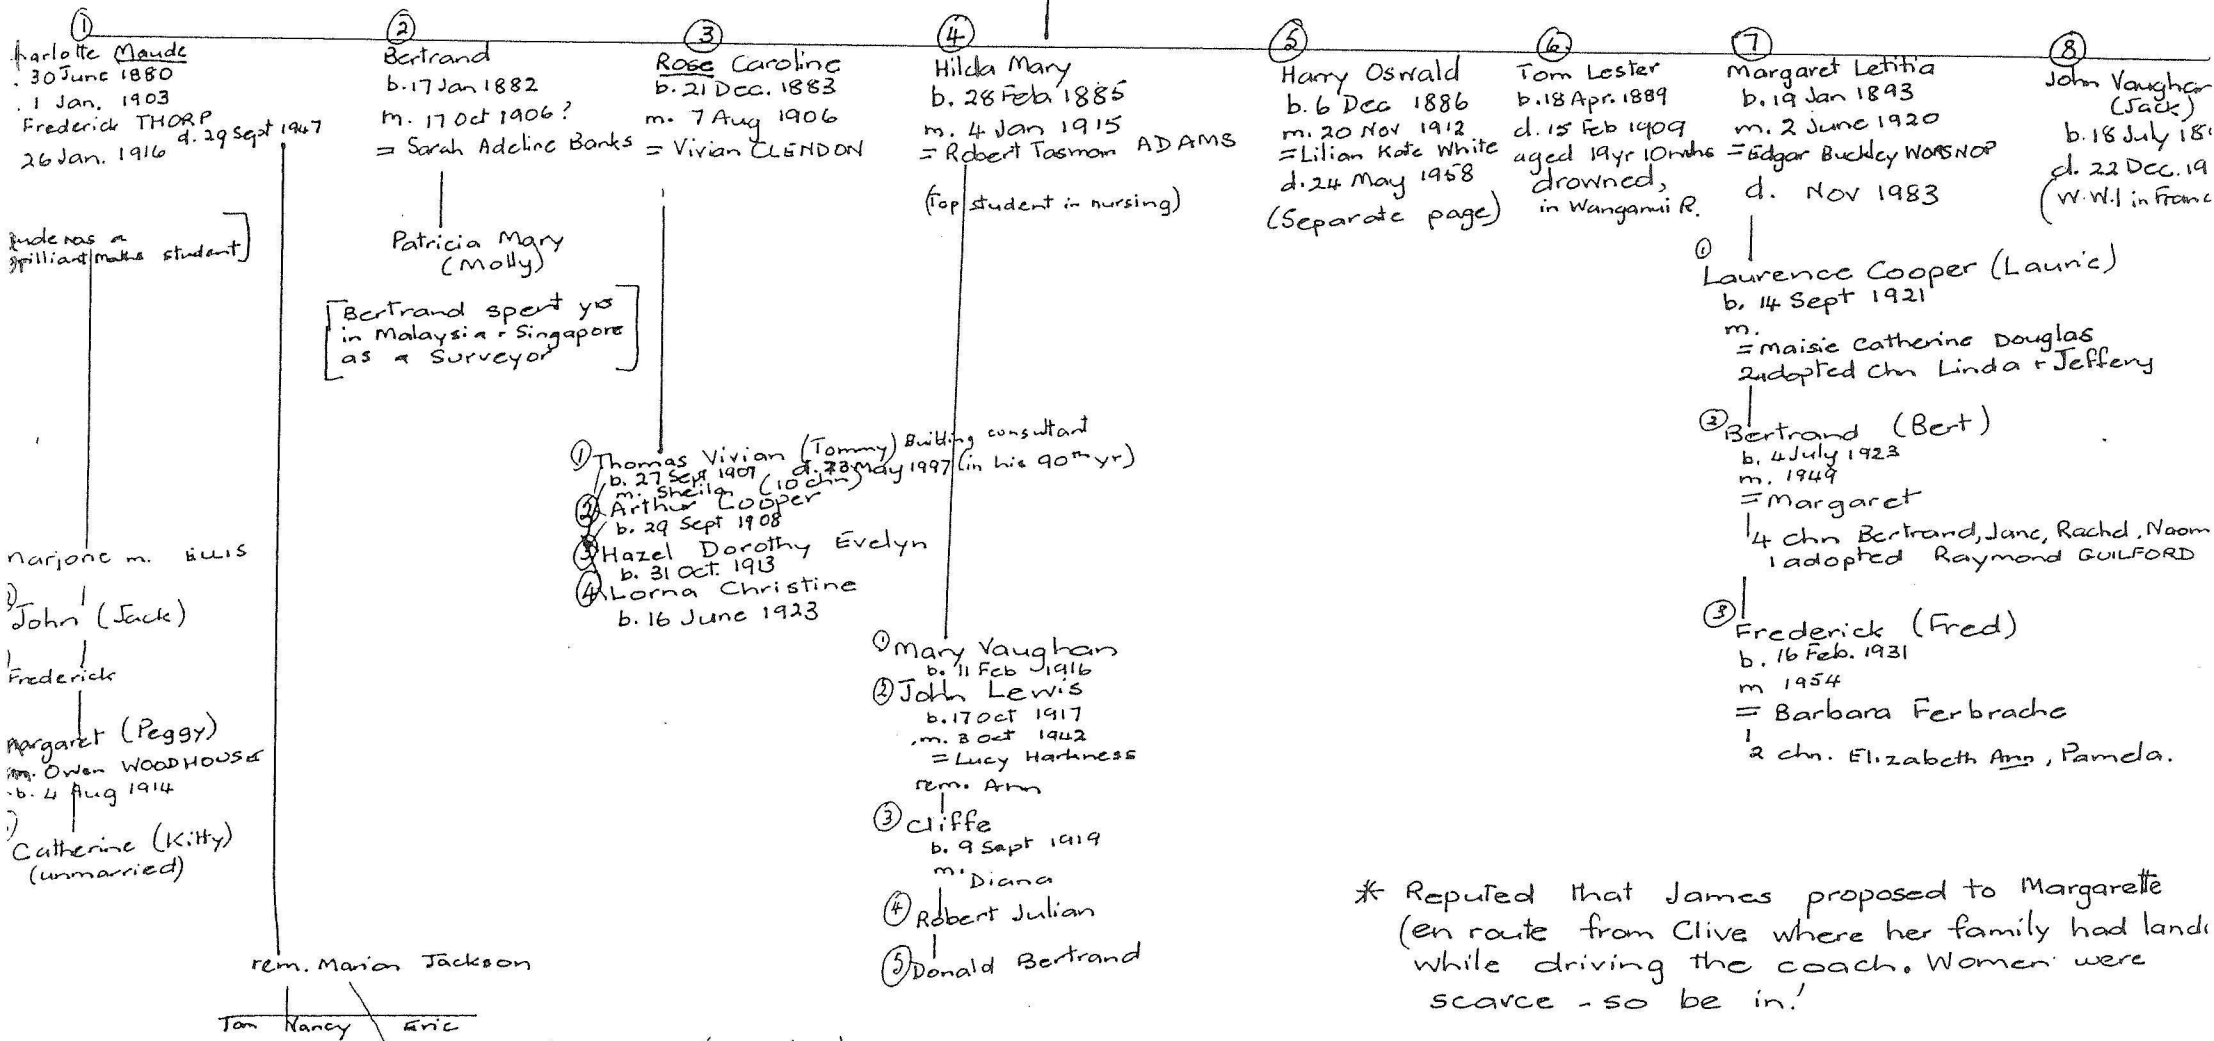 ①
harlotte Maude
. 30 June 1880
. 1 Jan. 1903
Frederick THORP
d. 29 Sept 1947
26 Jan. 1916
brilliant maths student]
Marjorie m. ELLIS
John (Jack)
Frederick
Margaret (Peggy)
m. Owen WOODHOUSE
b. 4 Aug 1914
Catherine (Kitty)
(unmarried)
rem. Marion Jackson
Tom Nancy Eric
②
Bertrand
b. 17 Jan 1882
m. 17 Oct 1906?
= Sarah Adeline Banks
Patricia Mary
(Molly)
[Bertrand spent yrs
in Malaysia + Singapore
as a Surveyor]
③
Rose Caroline
b. 21 Dec. 1883
m. 7 Aug 1906
= Vivian CLENDON
① Thomas Vivian (Tommy) Building consultant
b. 27 Sept 1907 d. 23 May 1997 (in his 90th yr)
m. Sheila (10 chn)
② Arthur Cooper
b. 29 Sept 1908
③ Hazel Dorothy Evelyn
b. 31 Oct. 1913
④ Lorna Christine
b. 16 June 1923
④
Hilda Mary
b. 28 Feb 1885
m. 4 Jan 1915
= Robert Tasman ADAMS
(Top student in nursing)
① Mary Vaughan
b. 11 Feb 1916
② John Lewis
b. 17 Oct 1917
m. 3 Oct 1942
= Lucy Harkness
rem. Ann
③ Cliffe
b. 9 Sept 1919
m. Diana
④ Robert Julian
⑤ Donald Bertrand
⑤
Harry Oswald
b. 6 Dec 1886
m. 20 Nov 1912
= Lilian Kate White
d. 24 May 1958
(Separate page)
⑥
Tom Lester
b. 18 Apr. 1889
d. 15 Feb 1909
aged 19yr 10mths
drowned,
in Wanganui R.
⑦
Margaret Letitia
b. 19 Jan 1893
m. 2 June 1920
= Edgar Buckley WORSNOP
d. Nov 1983
① Laurence Cooper (Laurie)
b. 14 Sept 1921
m.
= Maisie Catherine Douglas
2 adopted chn Linda + Jeffery
② Bertrand (Bert)
b. 4 July 1923
m. 1949
= Margaret
4 chn Bertrand, Jane, Rachel, Naom
1 adopted Raymond GUILFORD
③ Frederick (Fred)
b. 16 Feb. 1931
m 1954
= Barbara Ferbrache
2 chn. Elizabeth Ann, Pamela.
⑧
John Vaughan
(Jack)
b. 18 July 18
d. 22 Dec. 19
(W.W.1 in Franc
* Reputed that James proposed to Margarette
(en route from Clive where her family had land
while driving the coach. Women were
scarce - so be in!